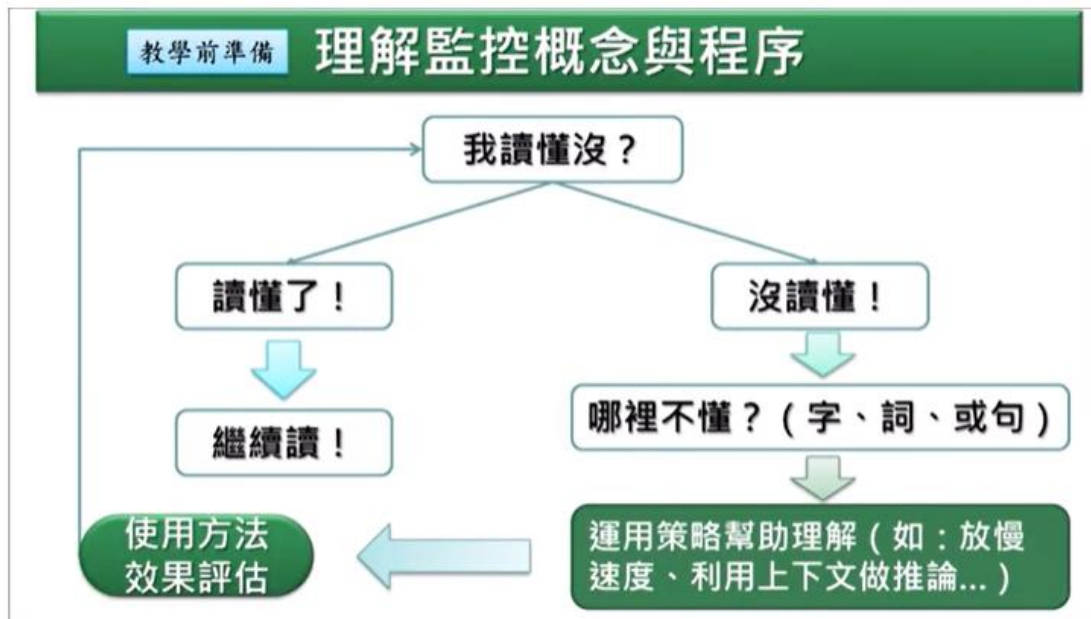 教學前準備
理解監控概念與程序
我讀懂沒？
讀懂了！
沒讀懂！
繼續讀！
哪裡不懂？（字、詞、或句）
使用方法
效果評估
運用策略幫助理解（如：放慢
速度、利用上下文做推論...）